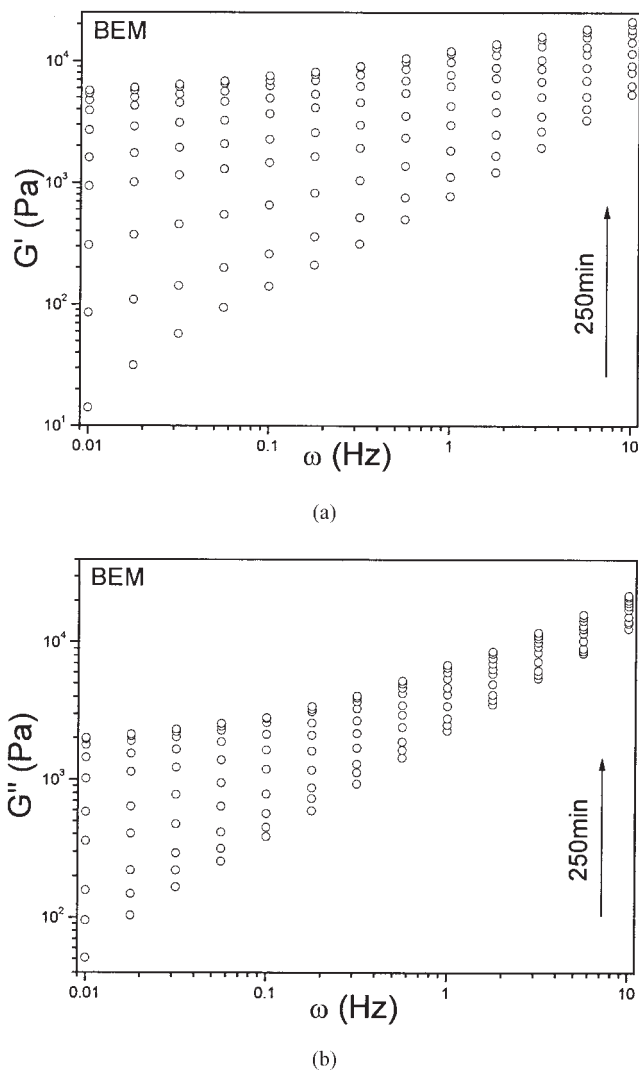 BEM
10⁴
10³
10²
10¹
G' (Pa)
250min
0.01
0.1
1
10
ω (Hz)
(a)
BEM
10⁴
10³
10²
G'' (Pa)
250min
0.01
0.1
1
10
ω (Hz)
(b)